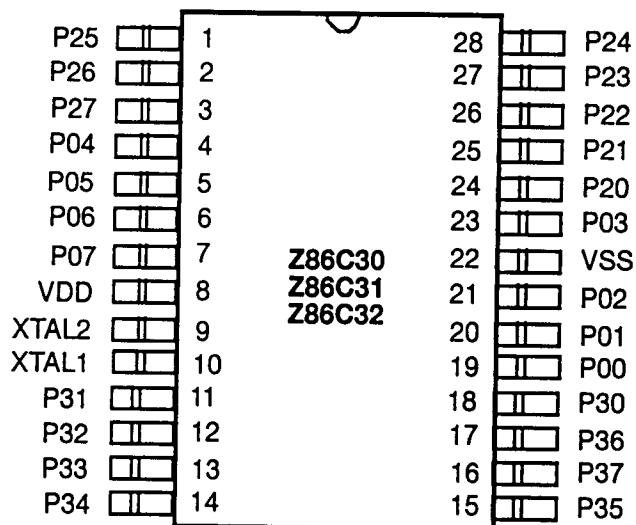 P25 1 28 P24
P26 2 27 P23
P27 3 26 P22
P04 4 25 P21
P05 5 24 P20
P06 6 23 P03
P07 7 22 VSS
VDD 8 21 P02
XTAL2 9 20 P01
XTAL1 10 19 P00
P31 11 18 P30
P32 12 17 P36
P33 13 16 P37
P34 14 15 P35
Z86C30
Z86C31
Z86C32